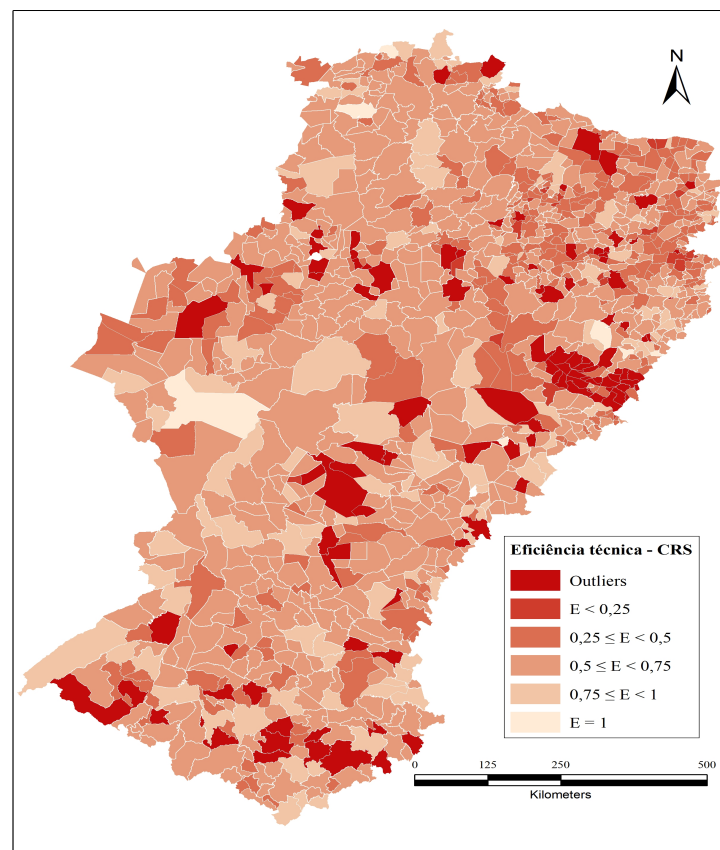 N
Eficiência técnica - CRS
Outliers
E < 0,25
0,25 ≤ E < 0,5
0,5 ≤ E < 0,75
0,75 ≤ E < 1
E = 1
0 125 250 500
Kilometers